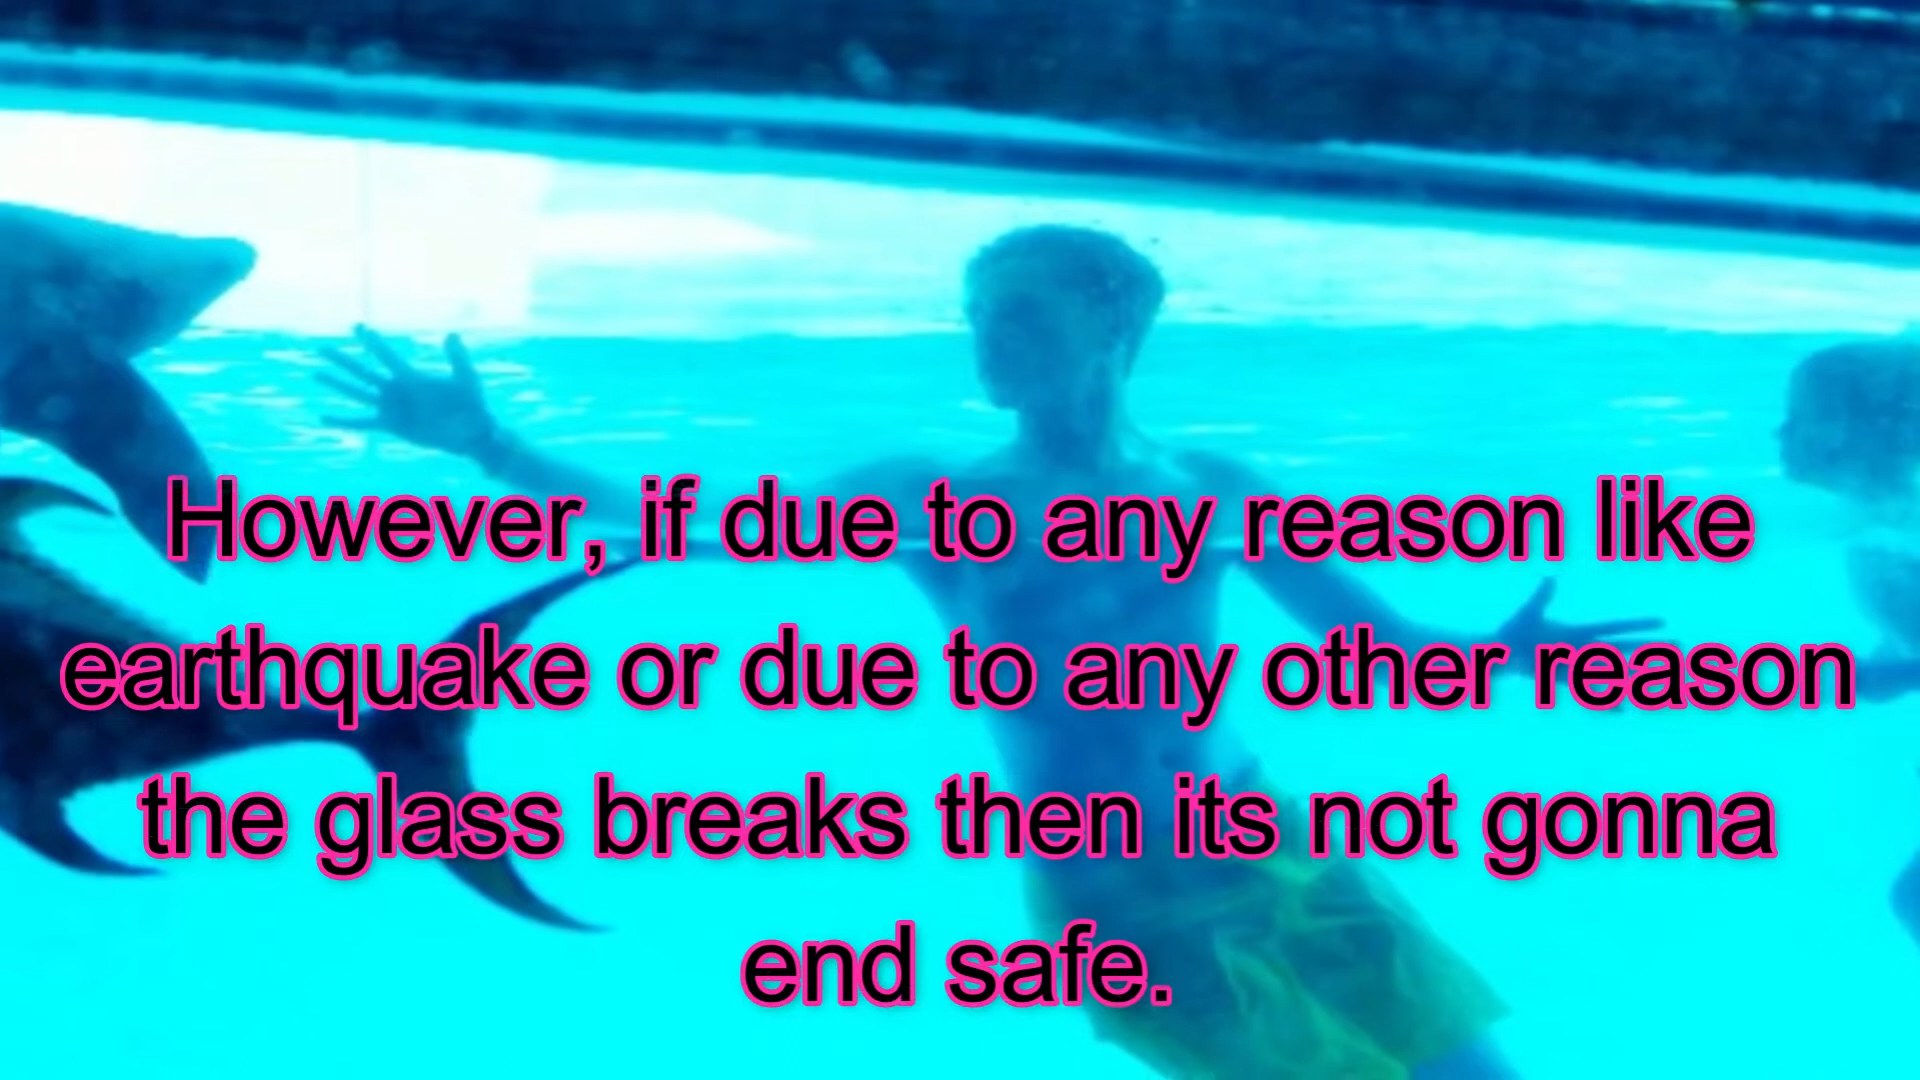 However, if due to any reason like
earthquake or due to any other reason
the glass breaks then its not gonna
end safe.